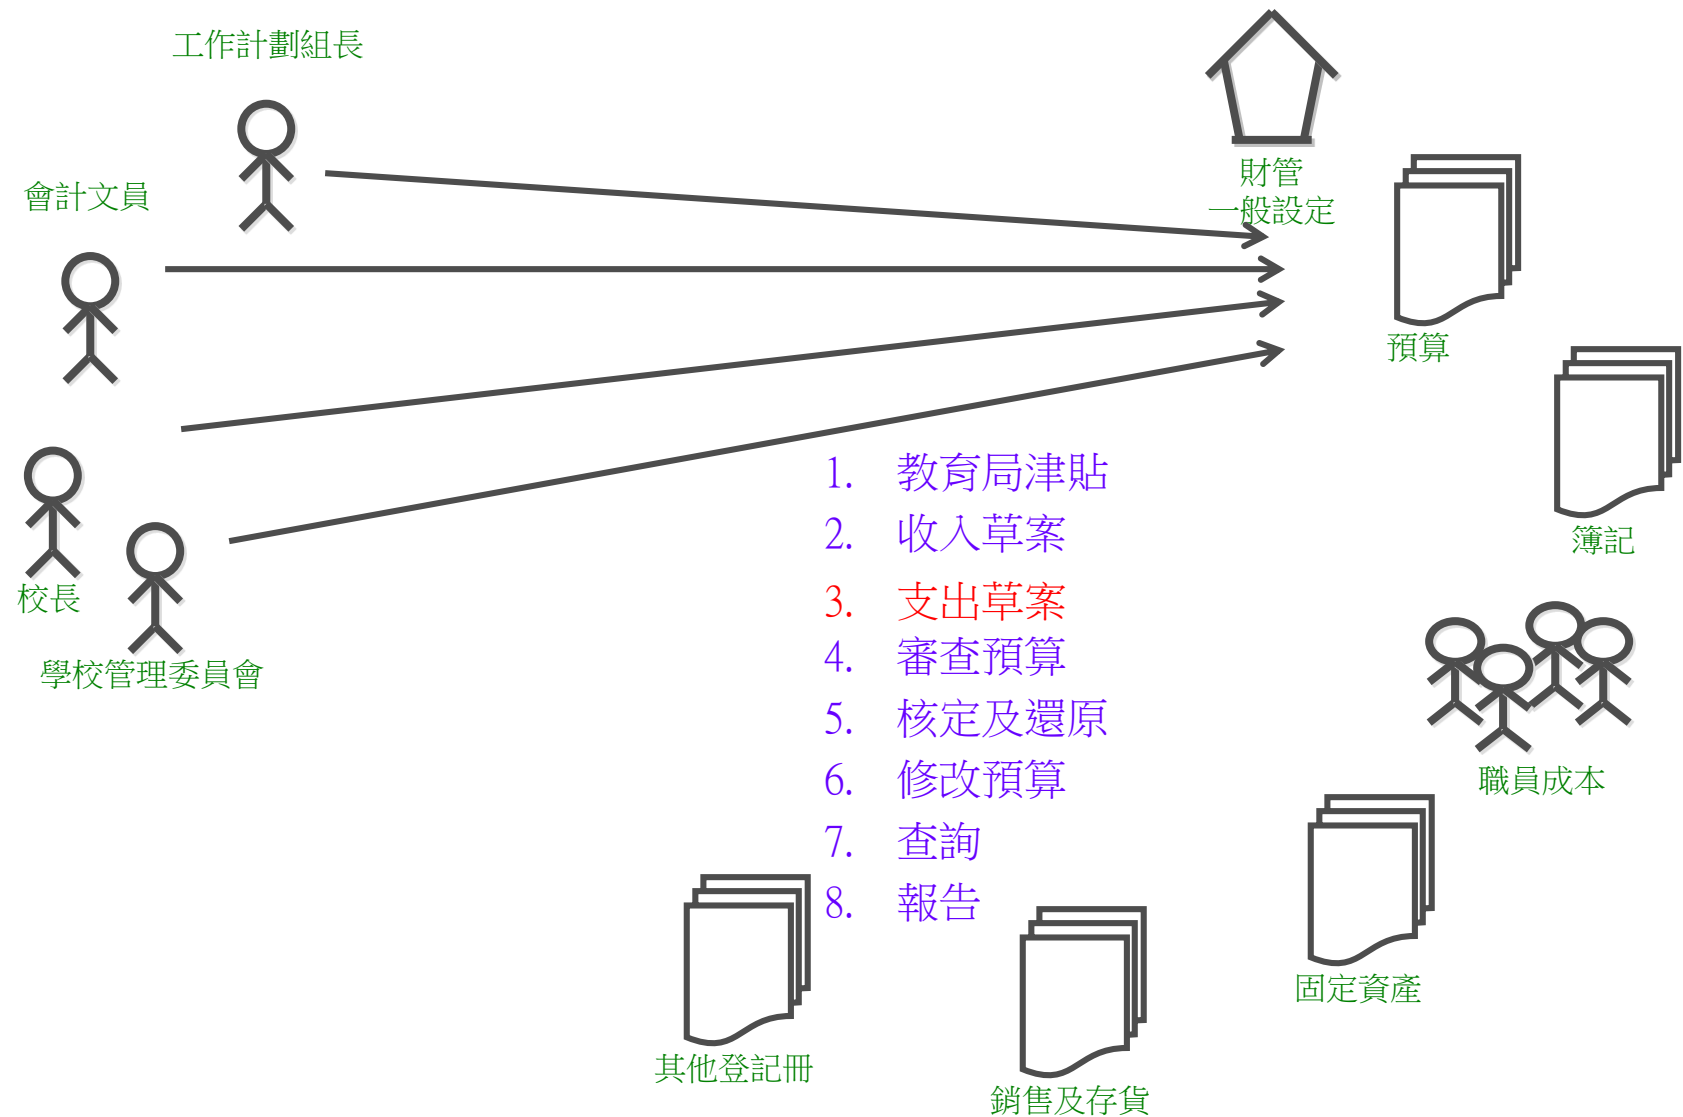 工作計劃組長
會計文員
財管
一般設定
預算
簿記
1. 教育局津貼
2. 收入草案
3. 支出草案
4. 審查預算
5. 核定及還原
6. 修改預算
7. 查詢
8. 報告
校長
學校管理委員會
職員成本
固定資產
其他登記冊
銷售及存貨